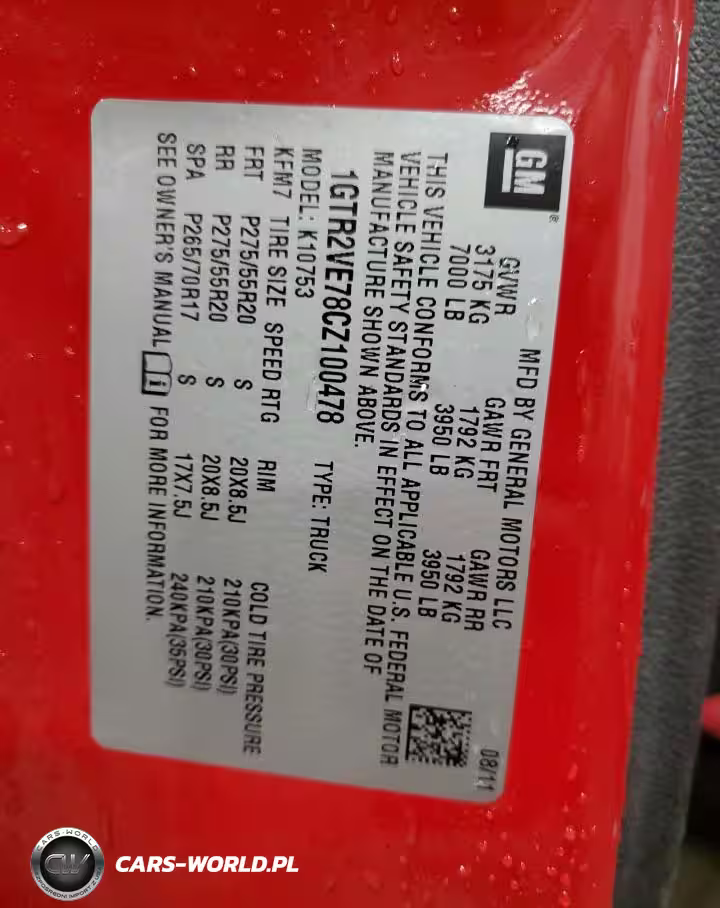 GM
MFD BY GENERAL MOTORS LLC 08/11
GVWR GAWR FRT GAWR RR
3175 KG 1792 KG 1792 KG
7000 LB 3950 LB 3950 LB
THIS VEHICLE CONFORMS TO ALL APPLICABLE U.S. FEDERAL MOTOR
VEHICLE SAFETY STANDARDS IN EFFECT ON THE DATE OF
MANUFACTURE SHOWN ABOVE.
1GTR2VE78CZ100478 TYPE: TRUCK
MODEL: K10753
KFM7 TIRE SIZE SPEED RTG RIM COLD TIRE PRESSURE
FRT P275/55R20 S 20X8.5J 210KPA(30PSI)
RR P275/55R20 S 20X8.5J 210KPA(30PSI)
SPA P265/70R17 S 17X7.5J 240KPA(35PSI)
SEE OWNER'S MANUAL i FOR MORE INFORMATION.
CARS-WORLD
CW
CARS-WORLD.PL